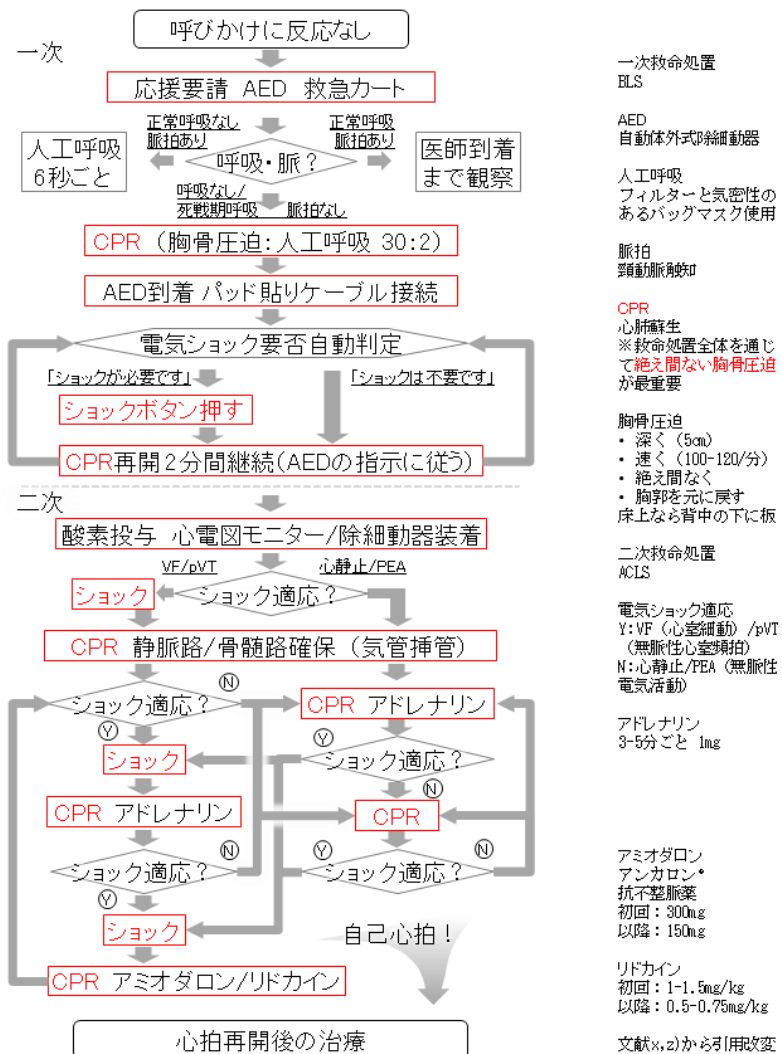 呼びかけに反応なし
一次
応援要請 AED 救急カート
正常呼吸なし
脈拍あり
正常呼吸
脈拍あり
人工呼吸
6秒ごと
呼吸・脈？
医師到着
まで観察
呼吸なし/
死戦期呼吸 脈拍なし
CPR（胸骨圧迫：人工呼吸 30:2）
AED到着 パッド貼りケーブル接続
電気ショック要否自動判定
「ショックが必要です」
「ショックは不要です」
ショックボタン押す
CPR再開２分間継続(AEDの指示に従う)
二次
酸素投与 心電図モニター/除細動器装着
VF/pVT
心静止/PEA
ショック
ショック適応？
CPR 静脈路/骨髄路確保（気管挿管）
ショック適応？
Ⓝ
CPR アドレナリン
Ⓨ
ショック
Ⓨ
ショック適応？
Ⓝ
CPR アドレナリン
CPR
ショック適応？
Ⓝ
Ⓨ
ショック適応？
Ⓝ
Ⓨ
ショック
自己心拍！
CPR アミオダロン/リドカイン
心拍再開後の治療
一次救命処置
BLS
AED
自動体外式除細動器
人工呼吸
フィルターと気密性の
あるバッグマスク使用
脈拍
頸動脈触知
CPR
心肺蘇生
※救命処置全体を通じ
て絶え間ない胸骨圧迫
が最重要
胸骨圧迫
・ 深く（5cm）
・ 速く（100-120/分）
・ 絶え間なく
・ 胸郭を元に戻す
床上なら背中の下に板
二次救命処置
ACLS
電気ショック適応
Y:VF（心室細動）/pVT
（無脈性心室頻拍）
N:心静止/PEA（無脈性
電気活動）
アドレナリン
3-5分ごと 1mg
アミオダロン
アンカロン®
抗不整脈薬
初回：300mg
以降：150mg
リドカイン
初回：1-1.5mg/kg
以降：0.5-0.75mg/kg
文献x,z)から引用改変